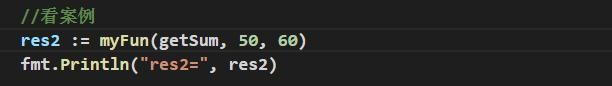 //看案例
res2 := myFun(getSum, 50, 60)
fmt.Println("res2=", res2)